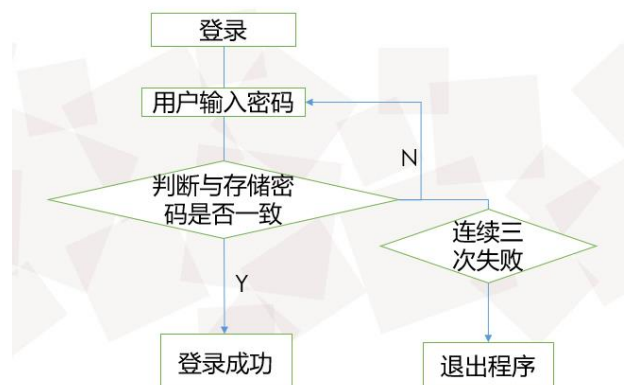 登录
用户输入密码
N
判断与存储密
码是否一致
连续三
次失败
Y
登录成功
退出程序